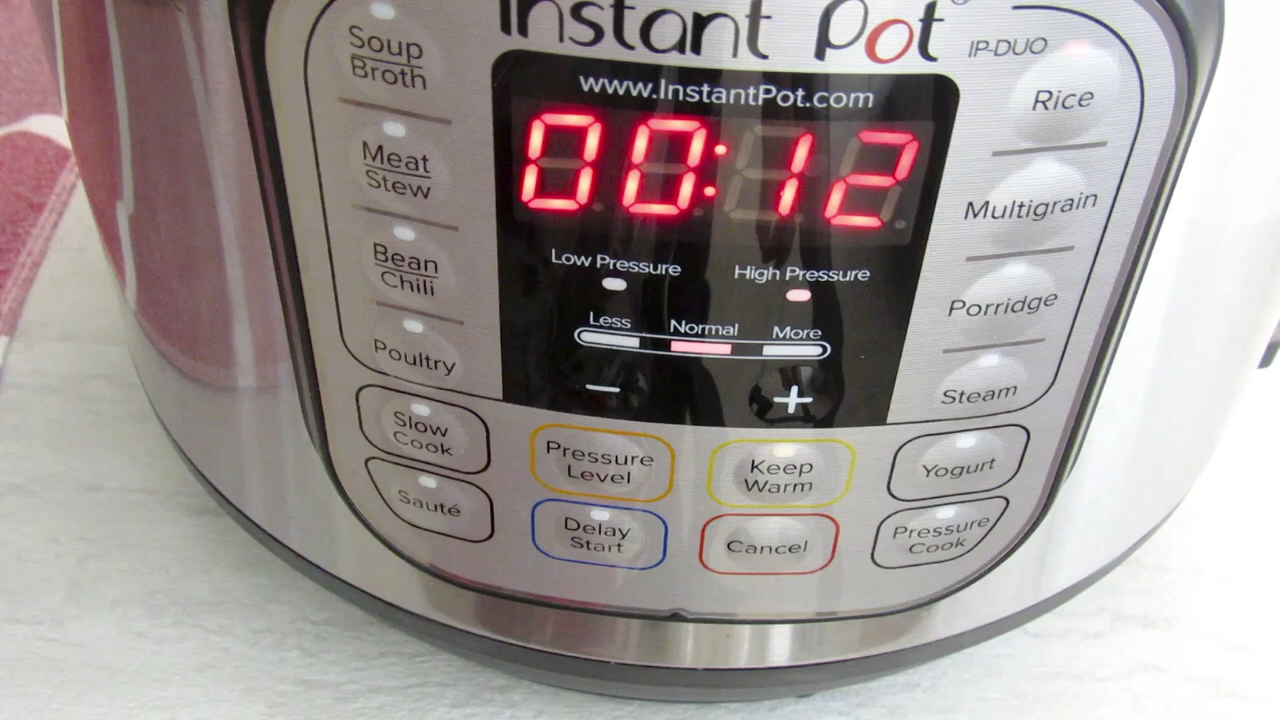 Instant Pot®
IP-DUO
www.InstantPot.com
00:12
Low Pressure
High Pressure
Less
Normal
More
−
+
Soup
Broth
Meat
Stew
Bean
Chili
Poultry
Slow
Cook
Sauté
Pressure
Level
Delay
Start
Keep
Warm
Cancel
Rice
Multigrain
Porridge
Steam
Yogurt
Pressure
Cook